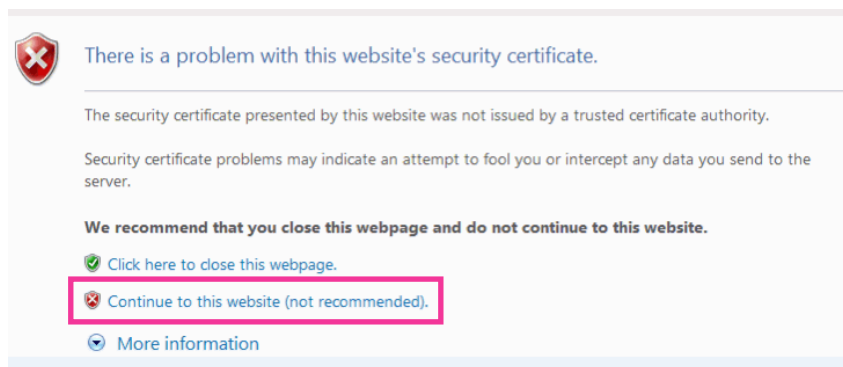 There is a problem with this website's security certificate.
The security certificate presented by this website was not issued by a trusted certificate authority.
Security certificate problems may indicate an attempt to fool you or intercept any data you send to the
server.
We recommend that you close this webpage and do not continue to this website.
Click here to close this webpage.
Continue to this website (not recommended).
More information